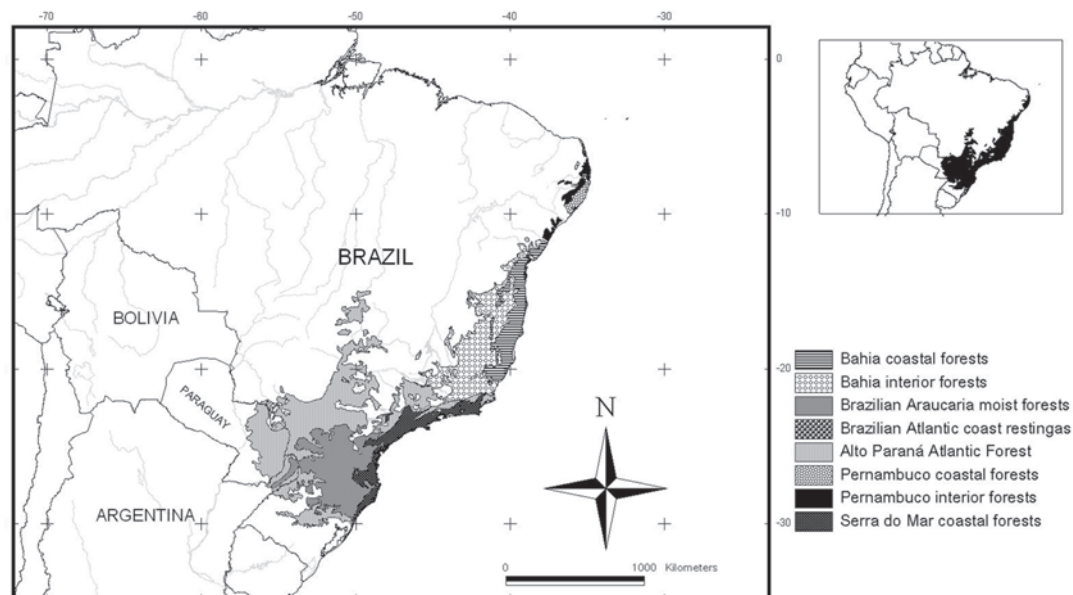 -70 -60 -50 -40 -30
0
-10
-20
-30
BRAZIL
BOLIVIA
PARAGUAY
ARGENTINA
N
0 1000 Kilometers
Bahia coastal forests
Bahia interior forests
Brazilian Araucaria moist forests
Brazilian Atlantic coast restingas
Alto Paraná Atlantic Forest
Pernambuco coastal forests
Pernambuco interior forests
Serra do Mar coastal forests